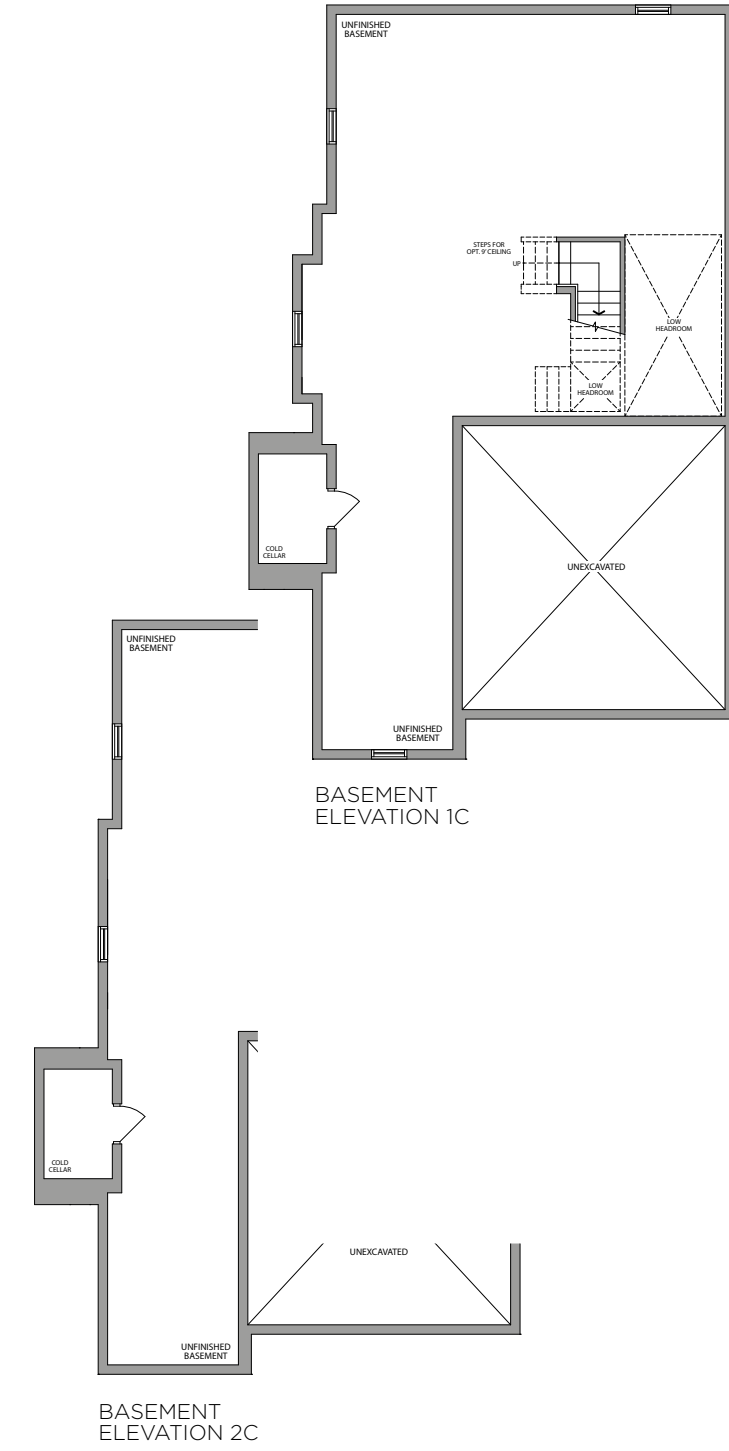 UNFINISHED
BASEMENT
STEPS FOR
OPT. 9' CEILING
UP
LOW
HEADROOM
LOW
HEADROOM
COLD
CELLAR
UNEXCAVATED
UNFINISHED
BASEMENT
BASEMENT
ELEVATION 1C
UNFINISHED
BASEMENT
COLD
CELLAR
UNEXCAVATED
UNFINISHED
BASEMENT
BASEMENT
ELEVATION 2C